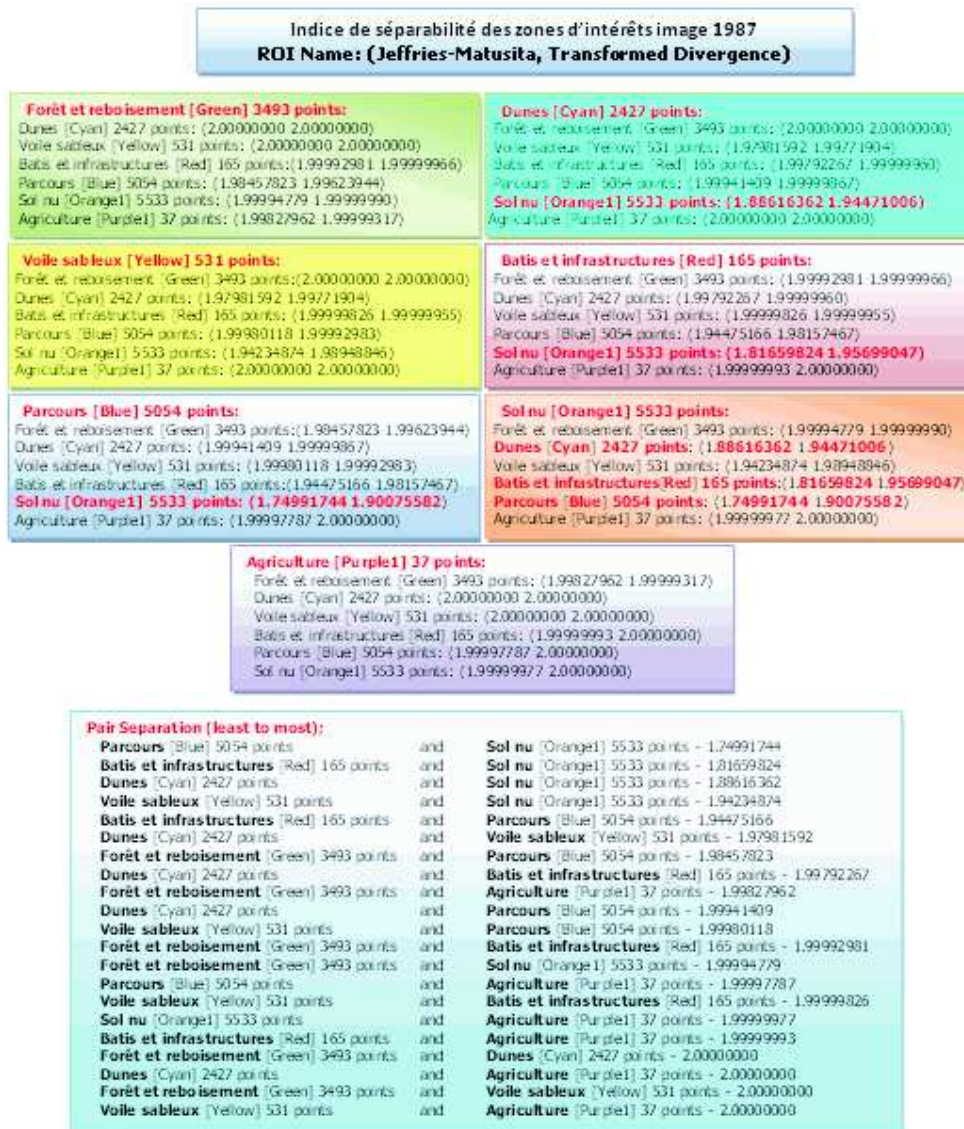 Indice de séparabilité des zones d'intérêts image 1987
ROI Name: (Jeffries-Matusita, Transformed Divergence)
Forêt et reboisement [Green] 3493 points:
Dunes [Cyan] 2427 points: (2.00000000 2.00000000)
Voile sableux [Yellow] 531 points: (2.00000000 2.00000000)
Batis et infrastructures [Red] 165 points:(1.99992981 1.99999966)
Parcours [Blue] 5054 points: (1.98457823 1.99623944)
Sol nu [Orange1] 5533 points: (1.99994779 1.99999990)
Agriculture [Purple1] 37 points: (1.99827962 1.99999317)
Dunes [Cyan] 2427 points:
Forêt et reboisement [Green] 3493 points: (2.00000000 2.00000000)
Voile sableux [Yellow] 531 points: (1.97981592 1.99771904)
Batis et infrastructures [Red] 165 points: (1.99792267 1.99999960)
Parcours [Blue] 5054 points: (1.99941409 1.99999867)
Sol nu [Orange1] 5533 points: (1.88616362 1.94471006)
Agriculture [Purple1] 37 points: (2.00000000 2.00000000)
Voile sableux [Yellow] 531 points:
Forêt et reboisement [Green] 3493 points:(2.00000000 2.00000000)
Dunes [Cyan] 2427 points: (1.97981592 1.99771904)
Batis et infrastructures [Red] 165 points: (1.99999826 1.99999955)
Parcours [Blue] 5054 points: (1.99980118 1.99992983)
Sol nu [Orange1] 5533 points: (1.94234874 1.98948846)
Agriculture [Purple1] 37 points: (2.00000000 2.00000000)
Batis et infrastructures [Red] 165 points:
Forêt et reboisement [Green] 3493 points: (1.99992981 1.99999966)
Dunes [Cyan] 2427 points: (1.99792267 1.99999960)
Voile sableux [Yellow] 531 points: (1.99999826 1.99999955)
Parcours [Blue] 5054 points: (1.94475166 1.98157467)
Sol nu [Orange1] 5533 points: (1.81659824 1.95699047)
Agriculture [Purple1] 37 points: (1.99999993 2.00000000)
Parcours [Blue] 5054 points:
Forêt et reboisement [Green] 3493 points:(1.98457823 1.99623944)
Dunes [Cyan] 2427 points: (1.99941409 1.99999867)
Voile sableux [Yellow] 531 points: (1.99980118 1.99992983)
Batis et infrastructures [Red] 165 points: (1.94475166 1.98157467)
Sol nu [Orange1] 5533 points: (1.74991744 1.90075582)
Agriculture [Purple1] 37 points: (1.99997787 2.00000000)
Sol nu [Orange1] 5533 points:
Forêt et reboisement [Green] 3493 points: (1.99994779 1.99999990)
Dunes [Cyan] 2427 points: (1.88616362 1.94471006)
Voile sableux [Yellow] 531 points: (1.94234874 1.98948846)
Batis et infrastructures[Red] 165 points:(1.81659824 1.95699047)
Parcours [Blue] 5054 points: (1.74991744 1.90075582)
Agriculture [Purple1] 37 points: (1.99999977 2.00000000)
Agriculture [Purple1] 37 points:
Forêt et reboisement [Green] 3493 points: (1.99827962 1.99999317)
Dunes [Cyan] 2427 points: (2.00000000 2.00000000)
Voile sableux [Yellow] 531 points: (2.00000000 2.00000000)
Batis et infrastructures [Red] 165 points: (1.99999993 2.00000000)
Parcours [Blue] 5054 points: (1.99997787 2.00000000)
Sol nu [Orange1] 5533 points: (1.99999977 2.00000000)
Pair Separation (least to most):
Parcours [Blue] 5054 points and Sol nu [Orange1] 5533 points - 1.74991744
Batis et infrastructures [Red] 165 points and Sol nu [Orange1] 5533 points - 1.81659824
Dunes [Cyan] 2427 points and Sol nu [Orange1] 5533 points - 1.88616362
Voile sableux [Yellow] 531 points and Sol nu [Orange1] 5533 points - 1.94234874
Batis et infrastructures [Red] 165 points and Parcours [Blue] 5054 points - 1.94475166
Dunes [Cyan] 2427 points and Voile sableux [Yellow] 531 points - 1.97981592
Forêt et reboisement [Green] 3493 points and Parcours [Blue] 5054 points - 1.98457823
Dunes [Cyan] 2427 points and Batis et infrastructures [Red] 165 points - 1.99792267
Forêt et reboisement [Green] 3493 points and Agriculture [Purple1] 37 points - 1.99827962
Dunes [Cyan] 2427 points and Parcours [Blue] 5054 points - 1.99941409
Voile sableux [Yellow] 531 points and Parcours [Blue] 5054 points - 1.99980118
Forêt et reboisement [Green] 3493 points and Batis et infrastructures [Red] 165 points - 1.99992981
Forêt et reboisement [Green] 3493 points and Sol nu [Orange1] 5533 points - 1.99994779
Parcours [Blue] 5054 points and Agriculture [Purple1] 37 points - 1.99997787
Voile sableux [Yellow] 531 points and Batis et infrastructures [Red] 165 points - 1.99999826
Sol nu [Orange1] 5533 points and Agriculture [Purple1] 37 points - 1.99999977
Batis et infrastructures [Red] 165 points and Agriculture [Purple1] 37 points - 1.99999993
Forêt et reboisement [Green] 3493 points and Dunes [Cyan] 2427 points - 2.00000000
Dunes [Cyan] 2427 points and Agriculture [Purple1] 37 points - 2.00000000
Forêt et reboisement [Green] 3493 points and Voile sableux [Yellow] 531 points - 2.00000000
Voile sableux [Yellow] 531 points and Agriculture [Purple1] 37 points - 2.00000000